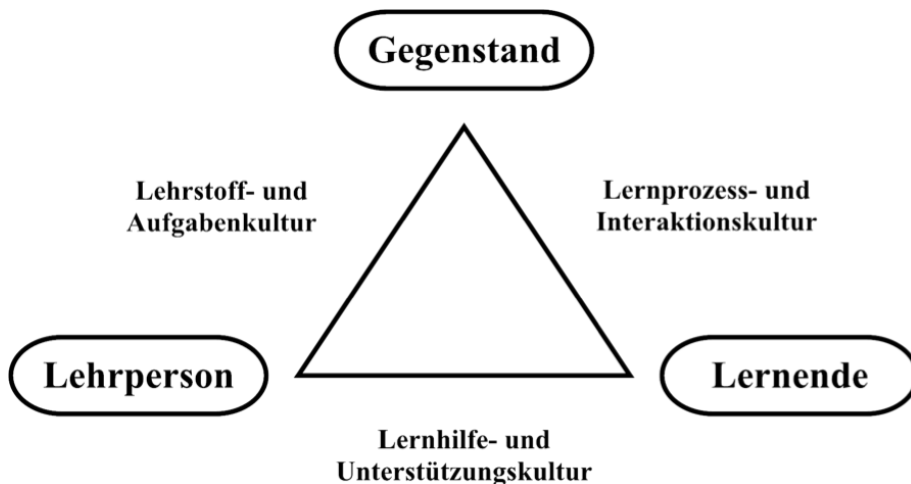 Gegenstand
Lehrstoff- und
Aufgabenkultur
Lernprozess- und
Interaktionskultur
Lehrperson
Lernende
Lernhilfe- und
Unterstützungskultur